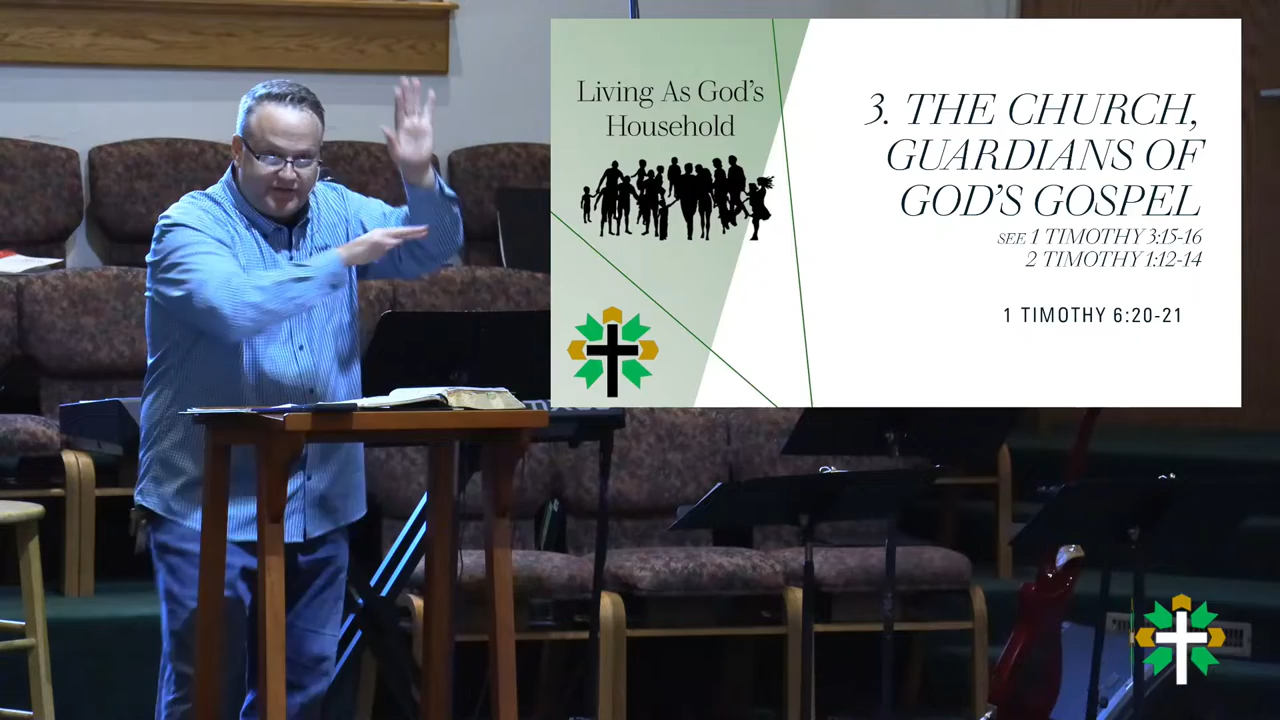 Living As God's
Household
3. THE CHURCH,
GUARDIANS OF
GOD'S GOSPEL
SEE 1 TIMOTHY 3:15-16
2 TIMOTHY 1:12-14
1 TIMOTHY 6:20-21